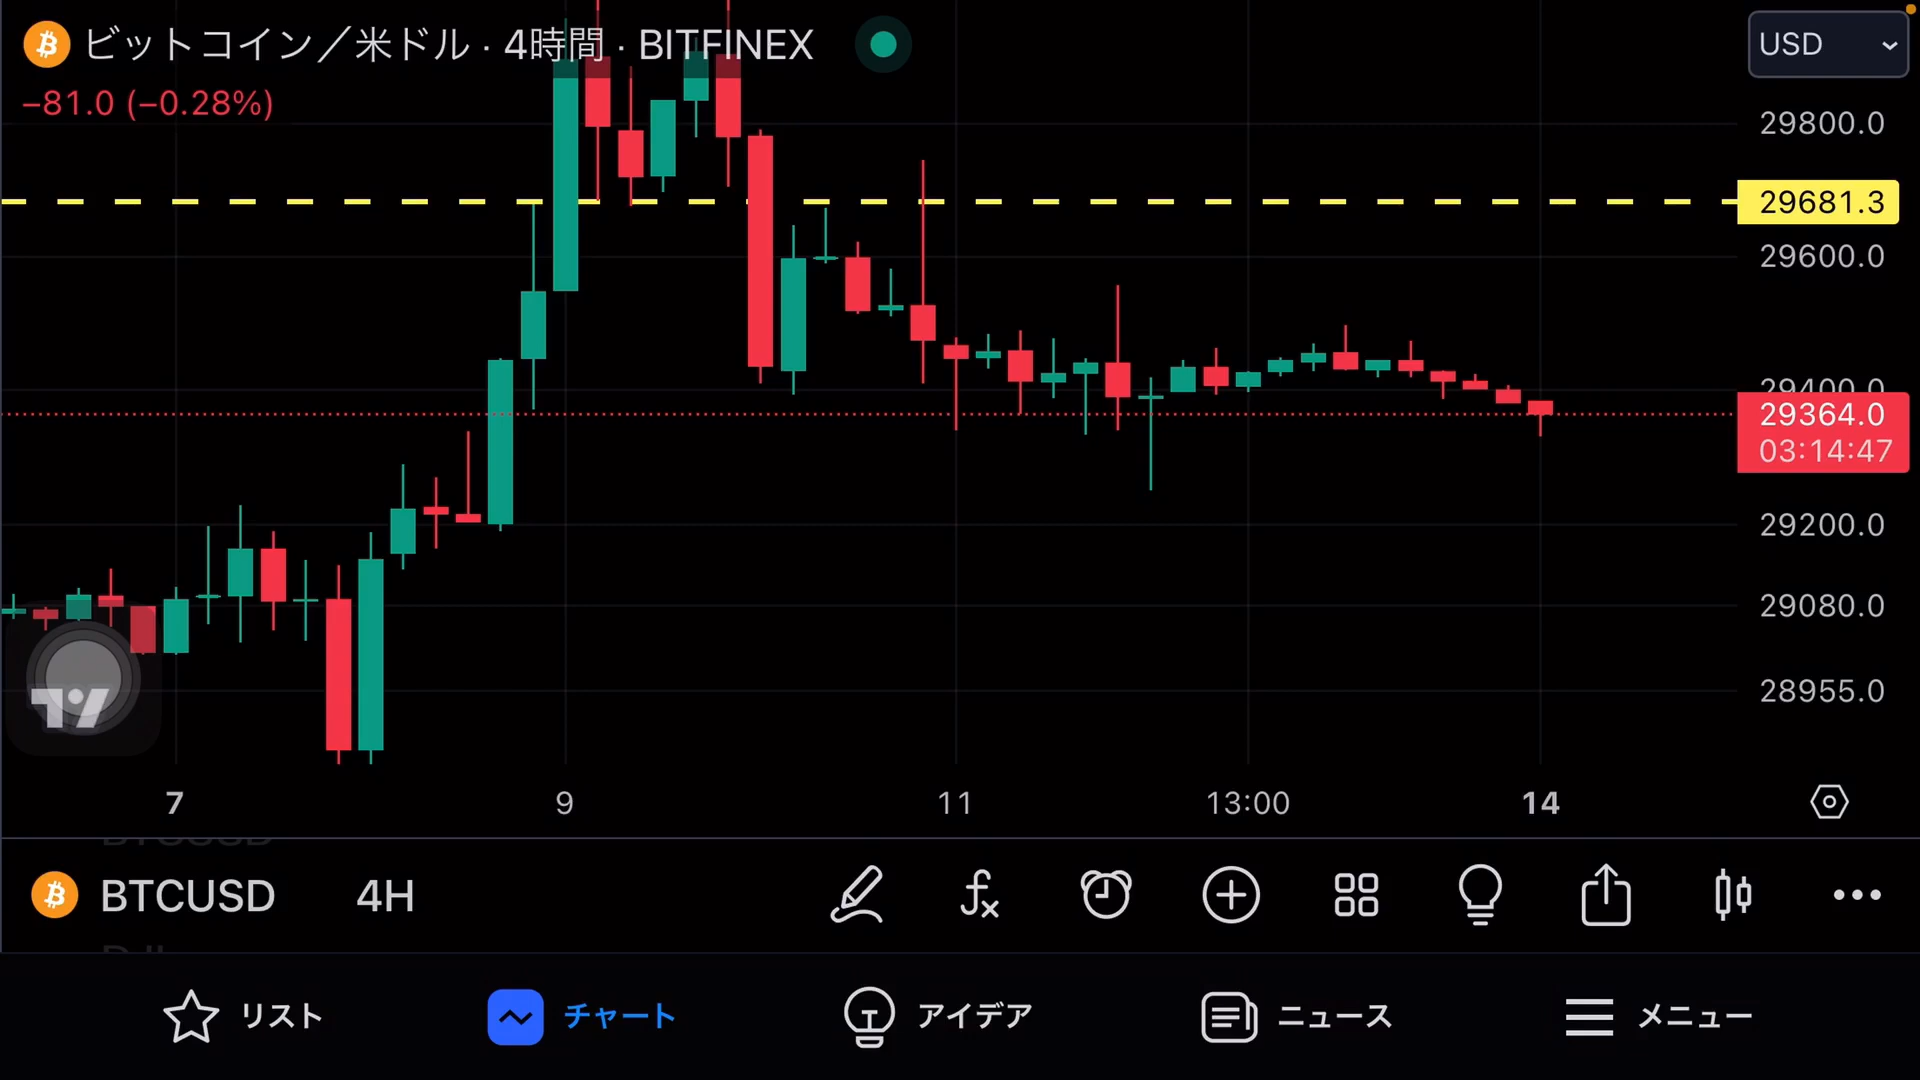 ビットコイン／米ドル · 4時間 · BITFINEX
USD
−81.0 (−0.28%)
29800.0
29681.3
29600.0
29400.0
29364.0
03:14:47
29200.0
29080.0
28955.0
7 9 11 13:00 14
BTCUSD 4H
リスト チャート アイデア ニュース メニュー